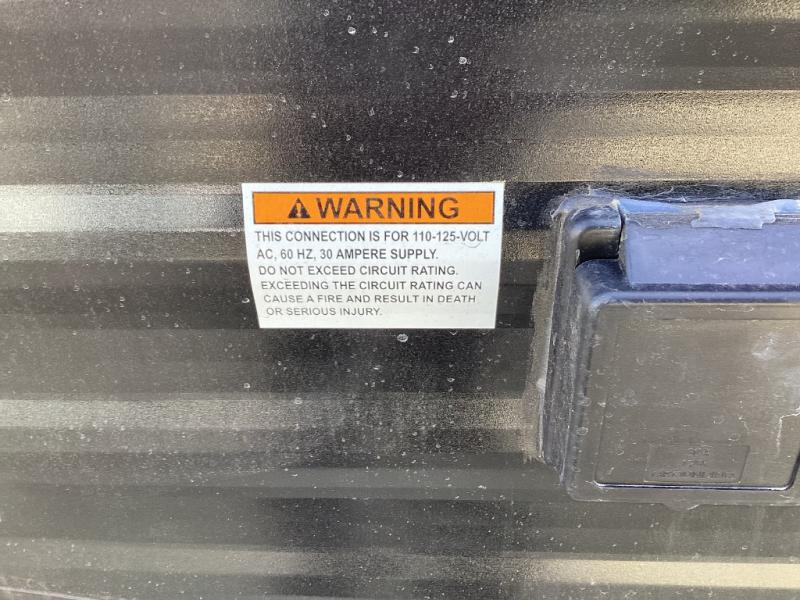 WARNING
THIS CONNECTION IS FOR 110-125-VOLT
AC, 60 HZ, 30 AMPERE SUPPLY.
DO NOT EXCEED CIRCUIT RATING.
EXCEEDING THE CIRCUIT RATING CAN
CAUSE A FIRE AND RESULT IN DEATH
OR SERIOUS INJURY.